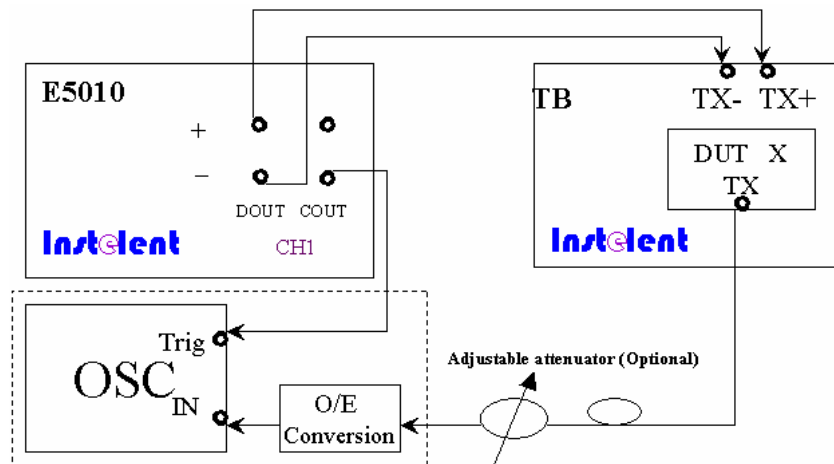 E5010
+
−
DOUT COUT
CH1
Instelent
TB
TX- TX+
DUT X
TX
Instelent
Trig
OSC
IN
O/E
Conversion
Adjustable attenuator (Optional)